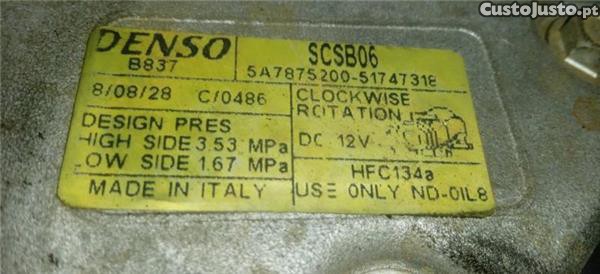 CustoJusto.pt
DENSO
B837
SCSB06
5A7875200-51747318
8/08/28 C/0486
CLOCKWISE
ROTATION
DC 12V
DESIGN PRES
HIGH SIDE 3.53 MPa
LOW SIDE 1.67 MPa
HFC134a
MADE IN ITALY
USE ONLY ND-OIL8